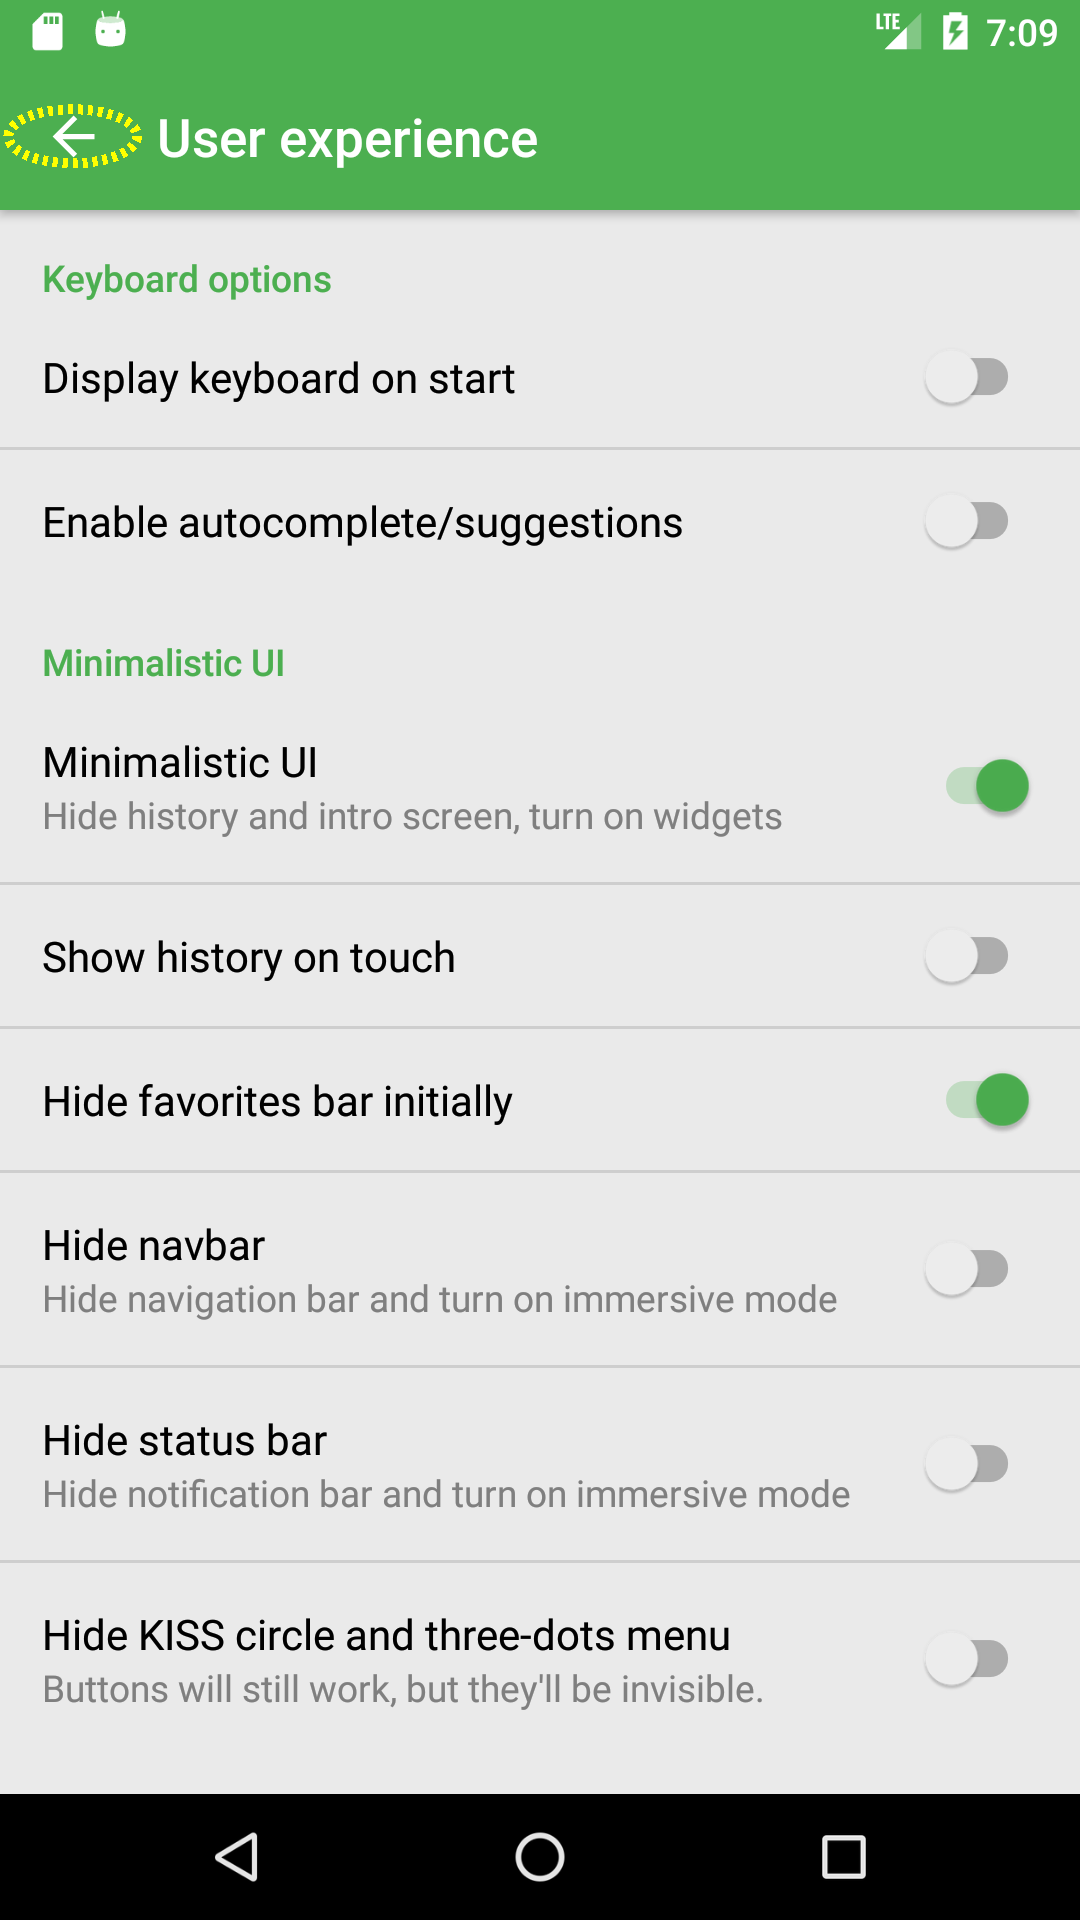 LTE 7:09
User experience
Keyboard options
Display keyboard on start
Enable autocomplete/suggestions
Minimalistic UI
Minimalistic UI
Hide history and intro screen, turn on widgets
Show history on touch
Hide favorites bar initially
Hide navbar
Hide navigation bar and turn on immersive mode
Hide status bar
Hide notification bar and turn on immersive mode
Hide KISS circle and three-dots menu
Buttons will still work, but they'll be invisible.